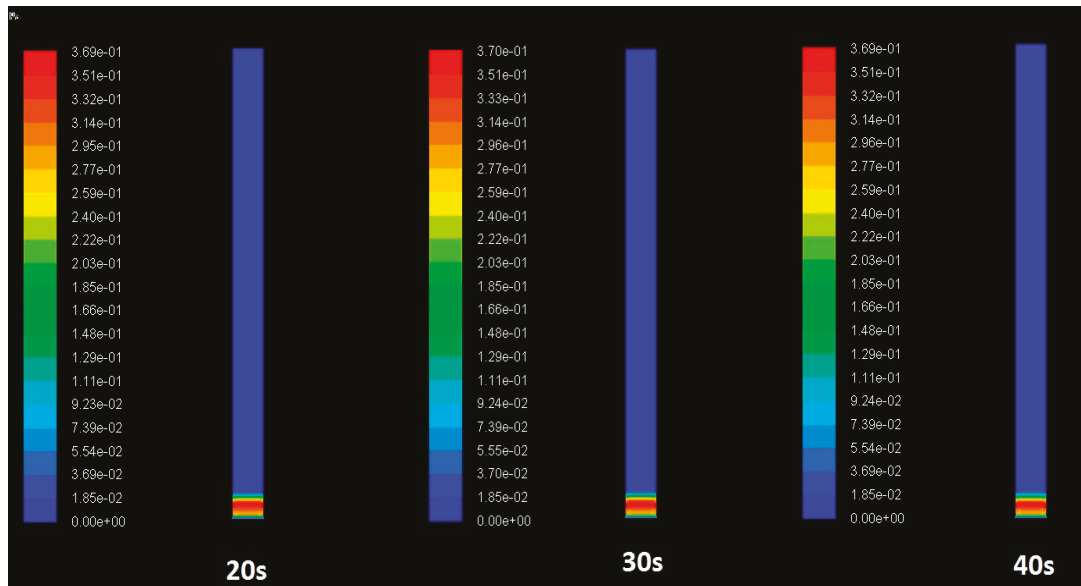 3.69e-01
3.51e-01
3.32e-01
3.14e-01
2.95e-01
2.77e-01
2.59e-01
2.40e-01
2.22e-01
2.03e-01
1.85e-01
1.66e-01
1.48e-01
1.29e-01
1.11e-01
9.23e-02
7.39e-02
5.54e-02
3.69e-02
1.85e-02
0.00e+00
20s
3.70e-01
3.51e-01
3.33e-01
3.14e-01
2.96e-01
2.77e-01
2.59e-01
2.40e-01
2.22e-01
2.03e-01
1.85e-01
1.66e-01
1.48e-01
1.29e-01
1.11e-01
9.24e-02
7.39e-02
5.55e-02
3.70e-02
1.85e-02
0.00e+00
30s
3.69e-01
3.51e-01
3.32e-01
3.14e-01
2.96e-01
2.77e-01
2.59e-01
2.40e-01
2.22e-01
2.03e-01
1.85e-01
1.66e-01
1.48e-01
1.29e-01
1.11e-01
9.24e-02
7.39e-02
5.54e-02
3.69e-02
1.85e-02
0.00e+00
40s